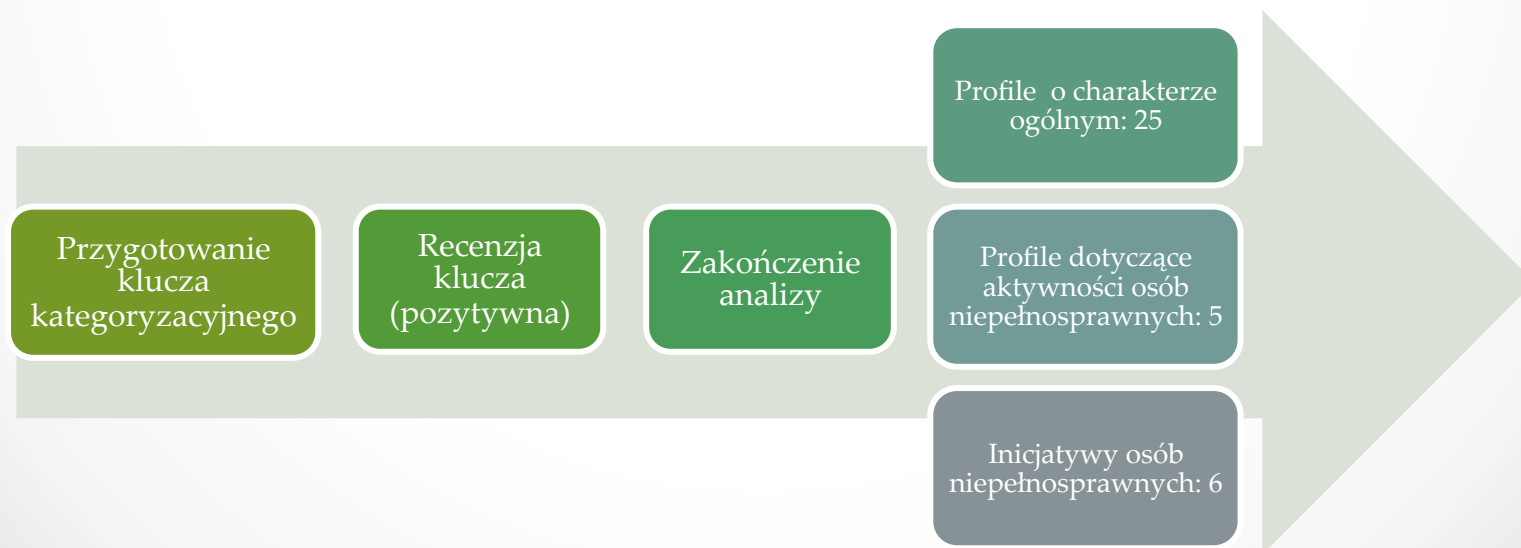 Przygotowanie
klucza
kategoryzacyjnego
Recenzja
klucza
(pozytywna)
Zakończenie
analizy
Profile o charakterze
ogólnym: 25
Profile dotyczące
aktywności osób
niepełnosprawnych: 5
Inicjatywy osób
niepełnosprawnych: 6